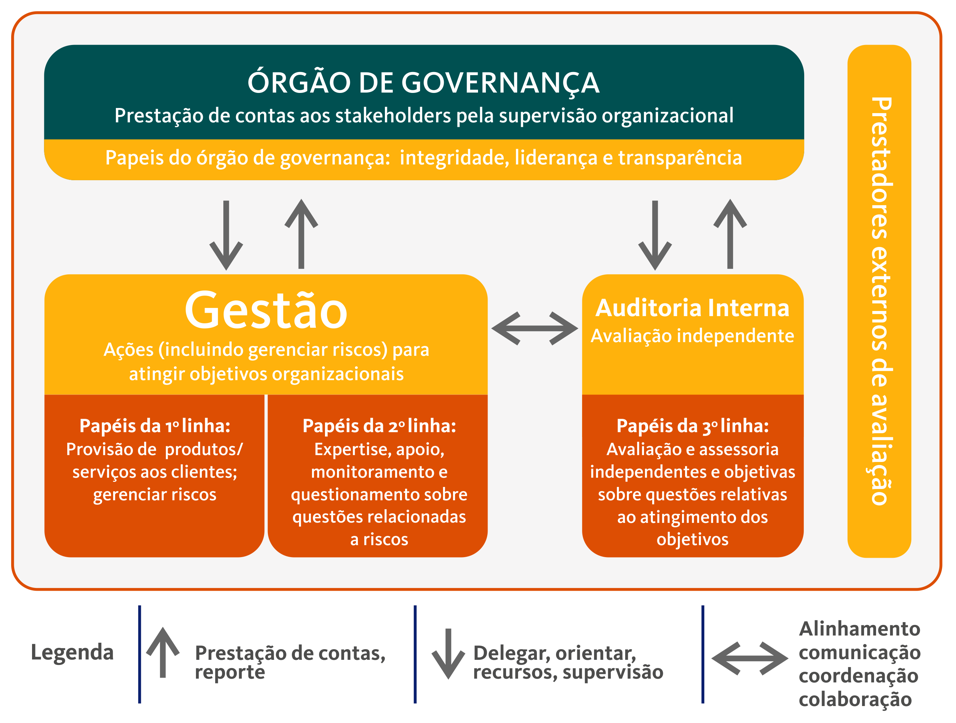 ÓRGÃO DE GOVERNANÇA
Prestação de contas aos stakeholders pela supervisão organizacional
Papeis do órgão de governança: integridade, liderança e transparência
Gestão
Ações (incluindo gerenciar riscos) para
atingir objetivos organizacionais
Papéis da 1º linha:
Provisão de produtos/
serviços aos clientes;
gerenciar riscos
Papéis da 2º linha:
Expertise, apoio,
monitoramento e
questionamento sobre
questões relacionadas
a riscos
Auditoria Interna
Avaliação independente
Papéis da 3º linha:
Avaliação e assessoria
independentes e objetivas
sobre questões relativas
ao atingimento dos
objetivos
Prestadores externos de avaliação
Legenda
Prestação de contas,
reporte
Delegar, orientar,
recursos, supervisão
Alinhamento
comunicação
coordenação
colaboração